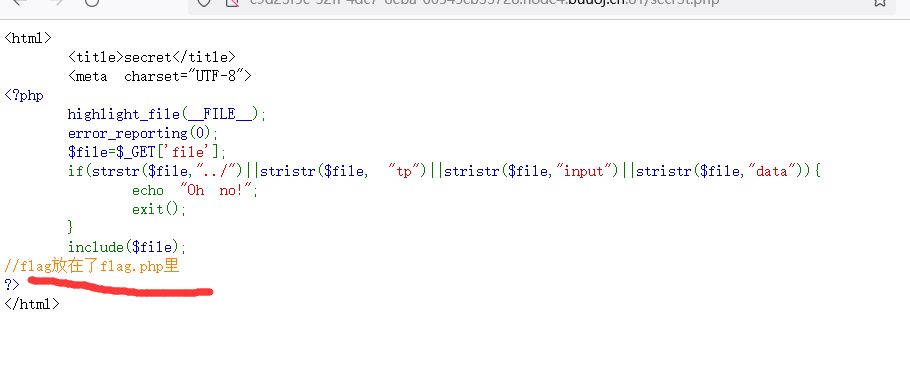 .buuoj.cn:81/secr3t.php
<html>
<title>secret</title>
<meta charset="UTF-8">
<?php
highlight_file(__FILE__);
error_reporting(0);
$file=$_GET['file'];
if(strstr($file,"../")||stristr($file, "tp")||stristr($file,"input")||stristr($file,"data")){
echo "Oh no!";
exit();
}
include($file);
//flag放在了flag.php里
?>
</html>